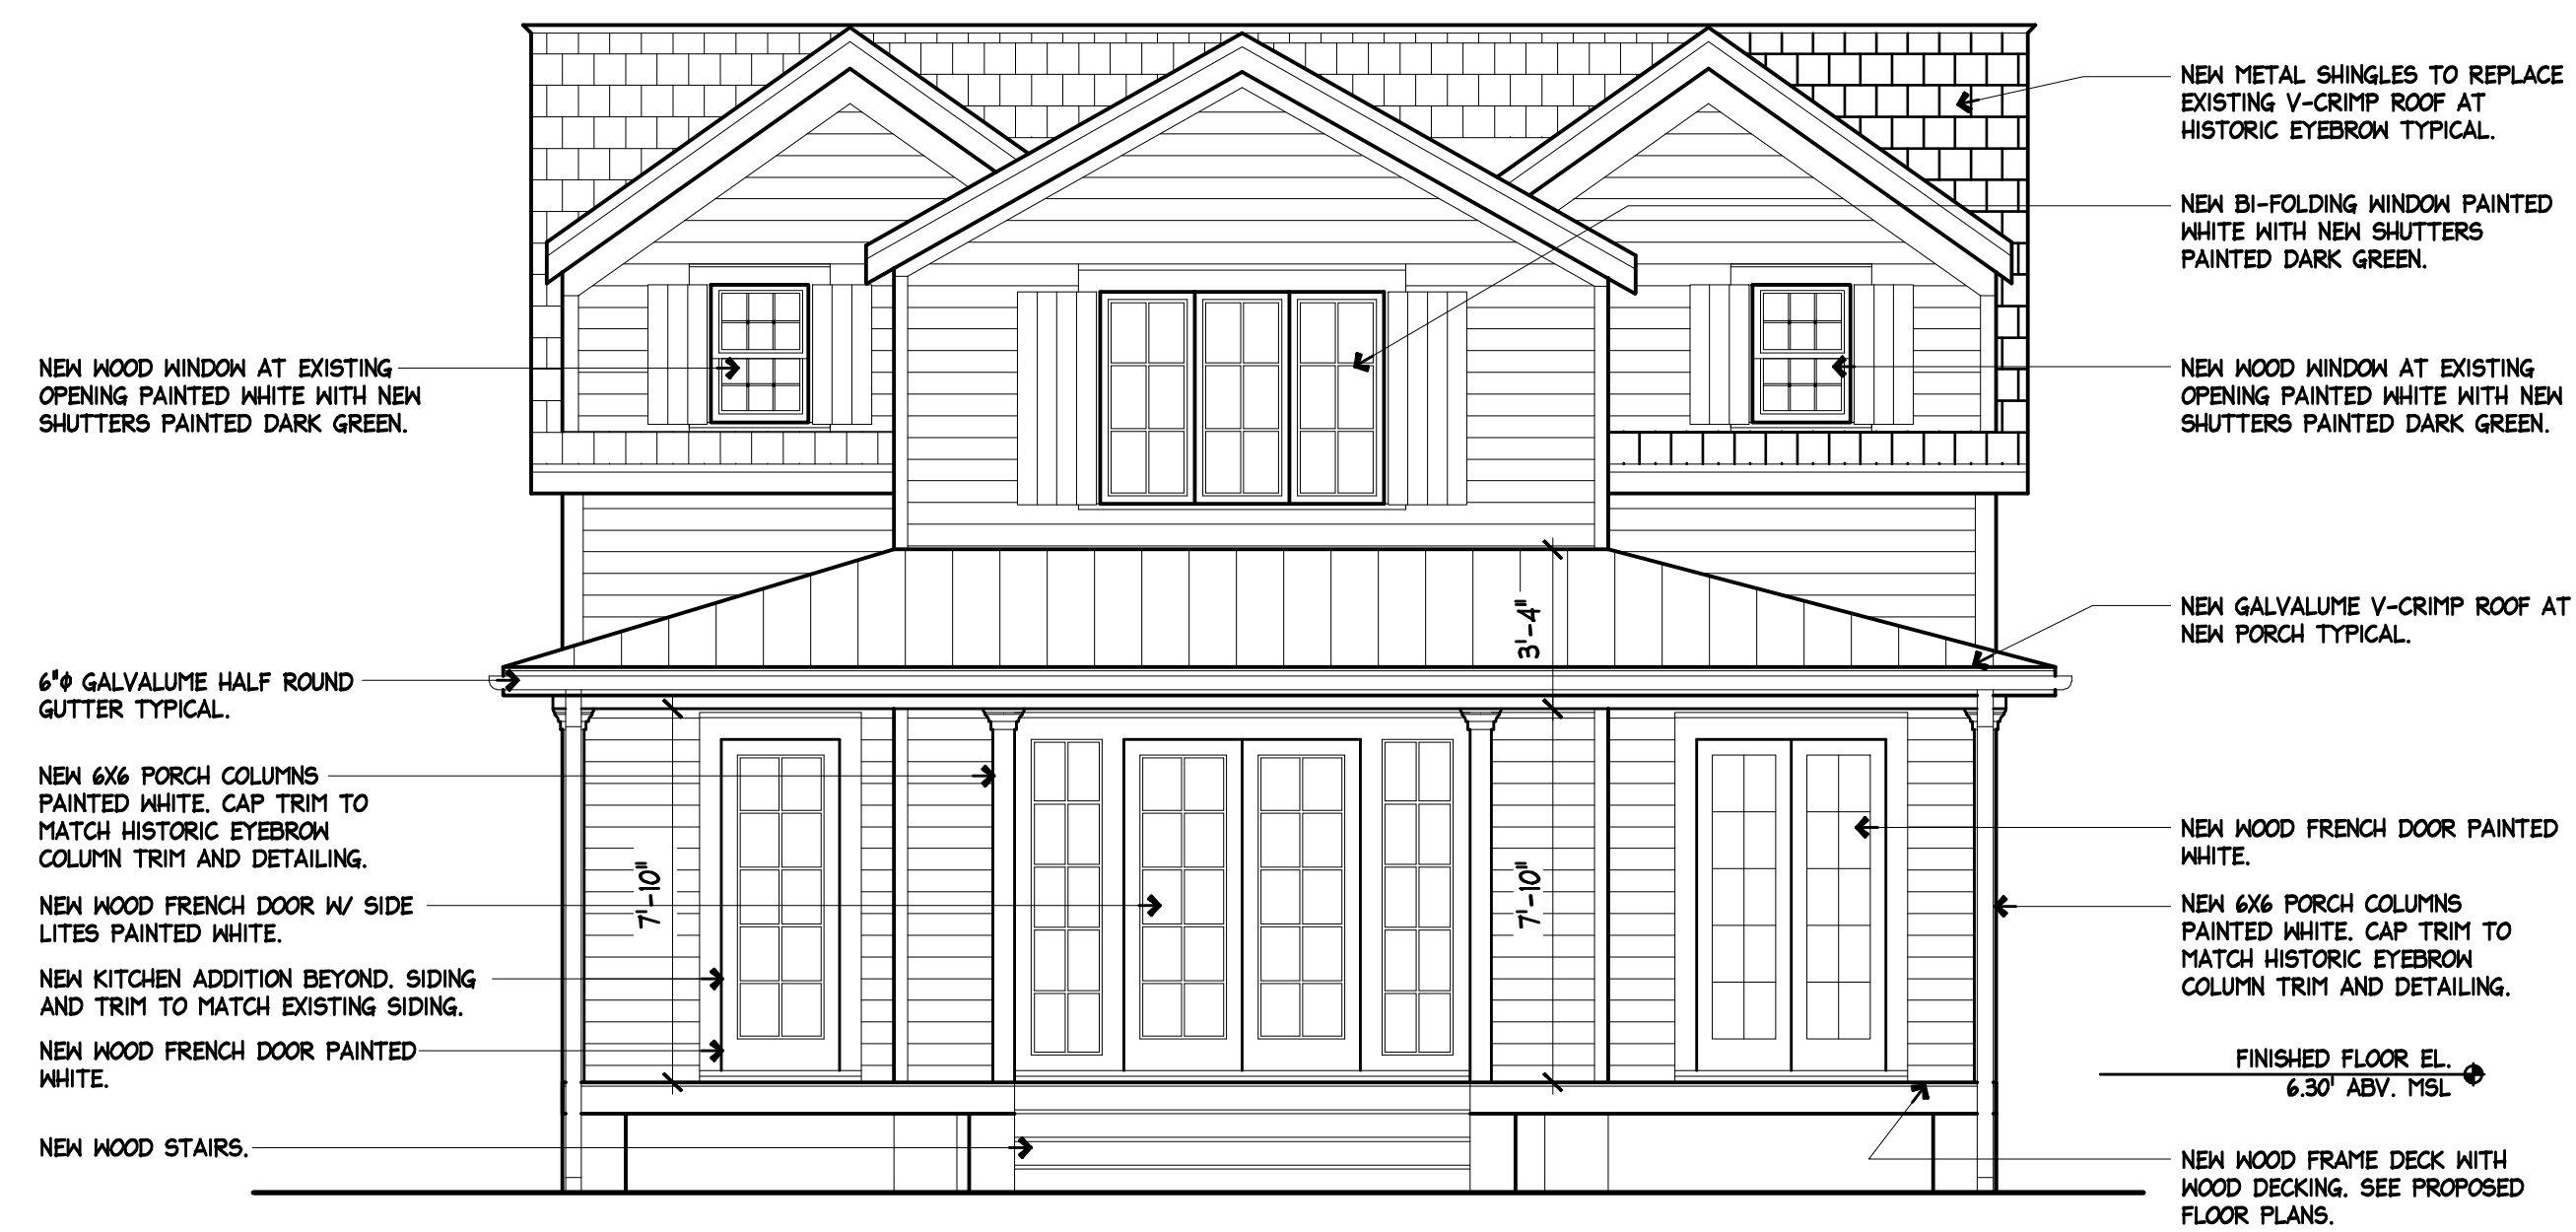 NEW METAL SHINGLES TO REPLACE
EXISTING V-CRIMP ROOF AT
HISTORIC EYEBROW TYPICAL.
NEW BI-FOLDING WINDOW PAINTED
WHITE WITH NEW SHUTTERS
PAINTED DARK GREEN.
NEW WOOD WINDOW AT EXISTING
OPENING PAINTED WHITE WITH NEW
SHUTTERS PAINTED DARK GREEN.
NEW WOOD WINDOW AT EXISTING
OPENING PAINTED WHITE WITH NEW
SHUTTERS PAINTED DARK GREEN.
3'-4"
NEW GALVALUME V-CRIMP ROOF AT
NEW PORCH TYPICAL.
6"ϕ GALVALUME HALF ROUND
GUTTER TYPICAL.
NEW 6X6 PORCH COLUMNS
PAINTED WHITE. CAP TRIM TO
MATCH HISTORIC EYEBROW
COLUMN TRIM AND DETAILING.
7'-10"
7'-10"
NEW WOOD FRENCH DOOR PAINTED
WHITE.
NEW WOOD FRENCH DOOR W/ SIDE
LITES PAINTED WHITE.
NEW 6X6 PORCH COLUMNS
PAINTED WHITE. CAP TRIM TO
MATCH HISTORIC EYEBROW
COLUMN TRIM AND DETAILING.
NEW KITCHEN ADDITION BEYOND. SIDING
AND TRIM TO MATCH EXISTING SIDING.
NEW WOOD FRENCH DOOR PAINTED
WHITE.
FINISHED FLOOR EL.
6.30' ABV. MSL
NEW WOOD STAIRS.
NEW WOOD FRAME DECK WITH
WOOD DECKING. SEE PROPOSED
FLOOR PLANS.